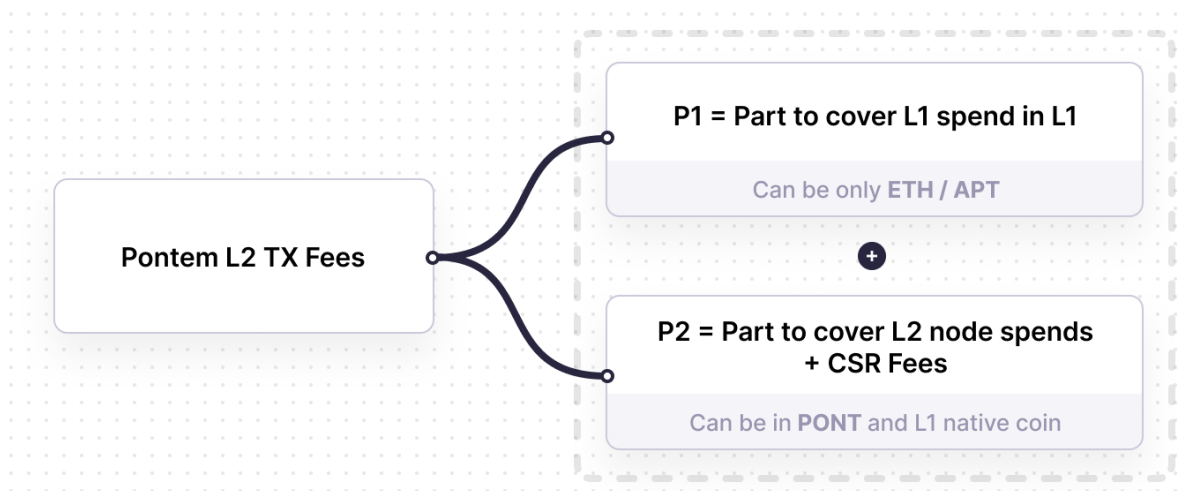 Pontem L2 TX Fees
P1 = Part to cover L1 spend in L1
Can be only ETH / APT
+
P2 = Part to cover L2 node spends
+ CSR Fees
Can be in PONT and L1 native coin